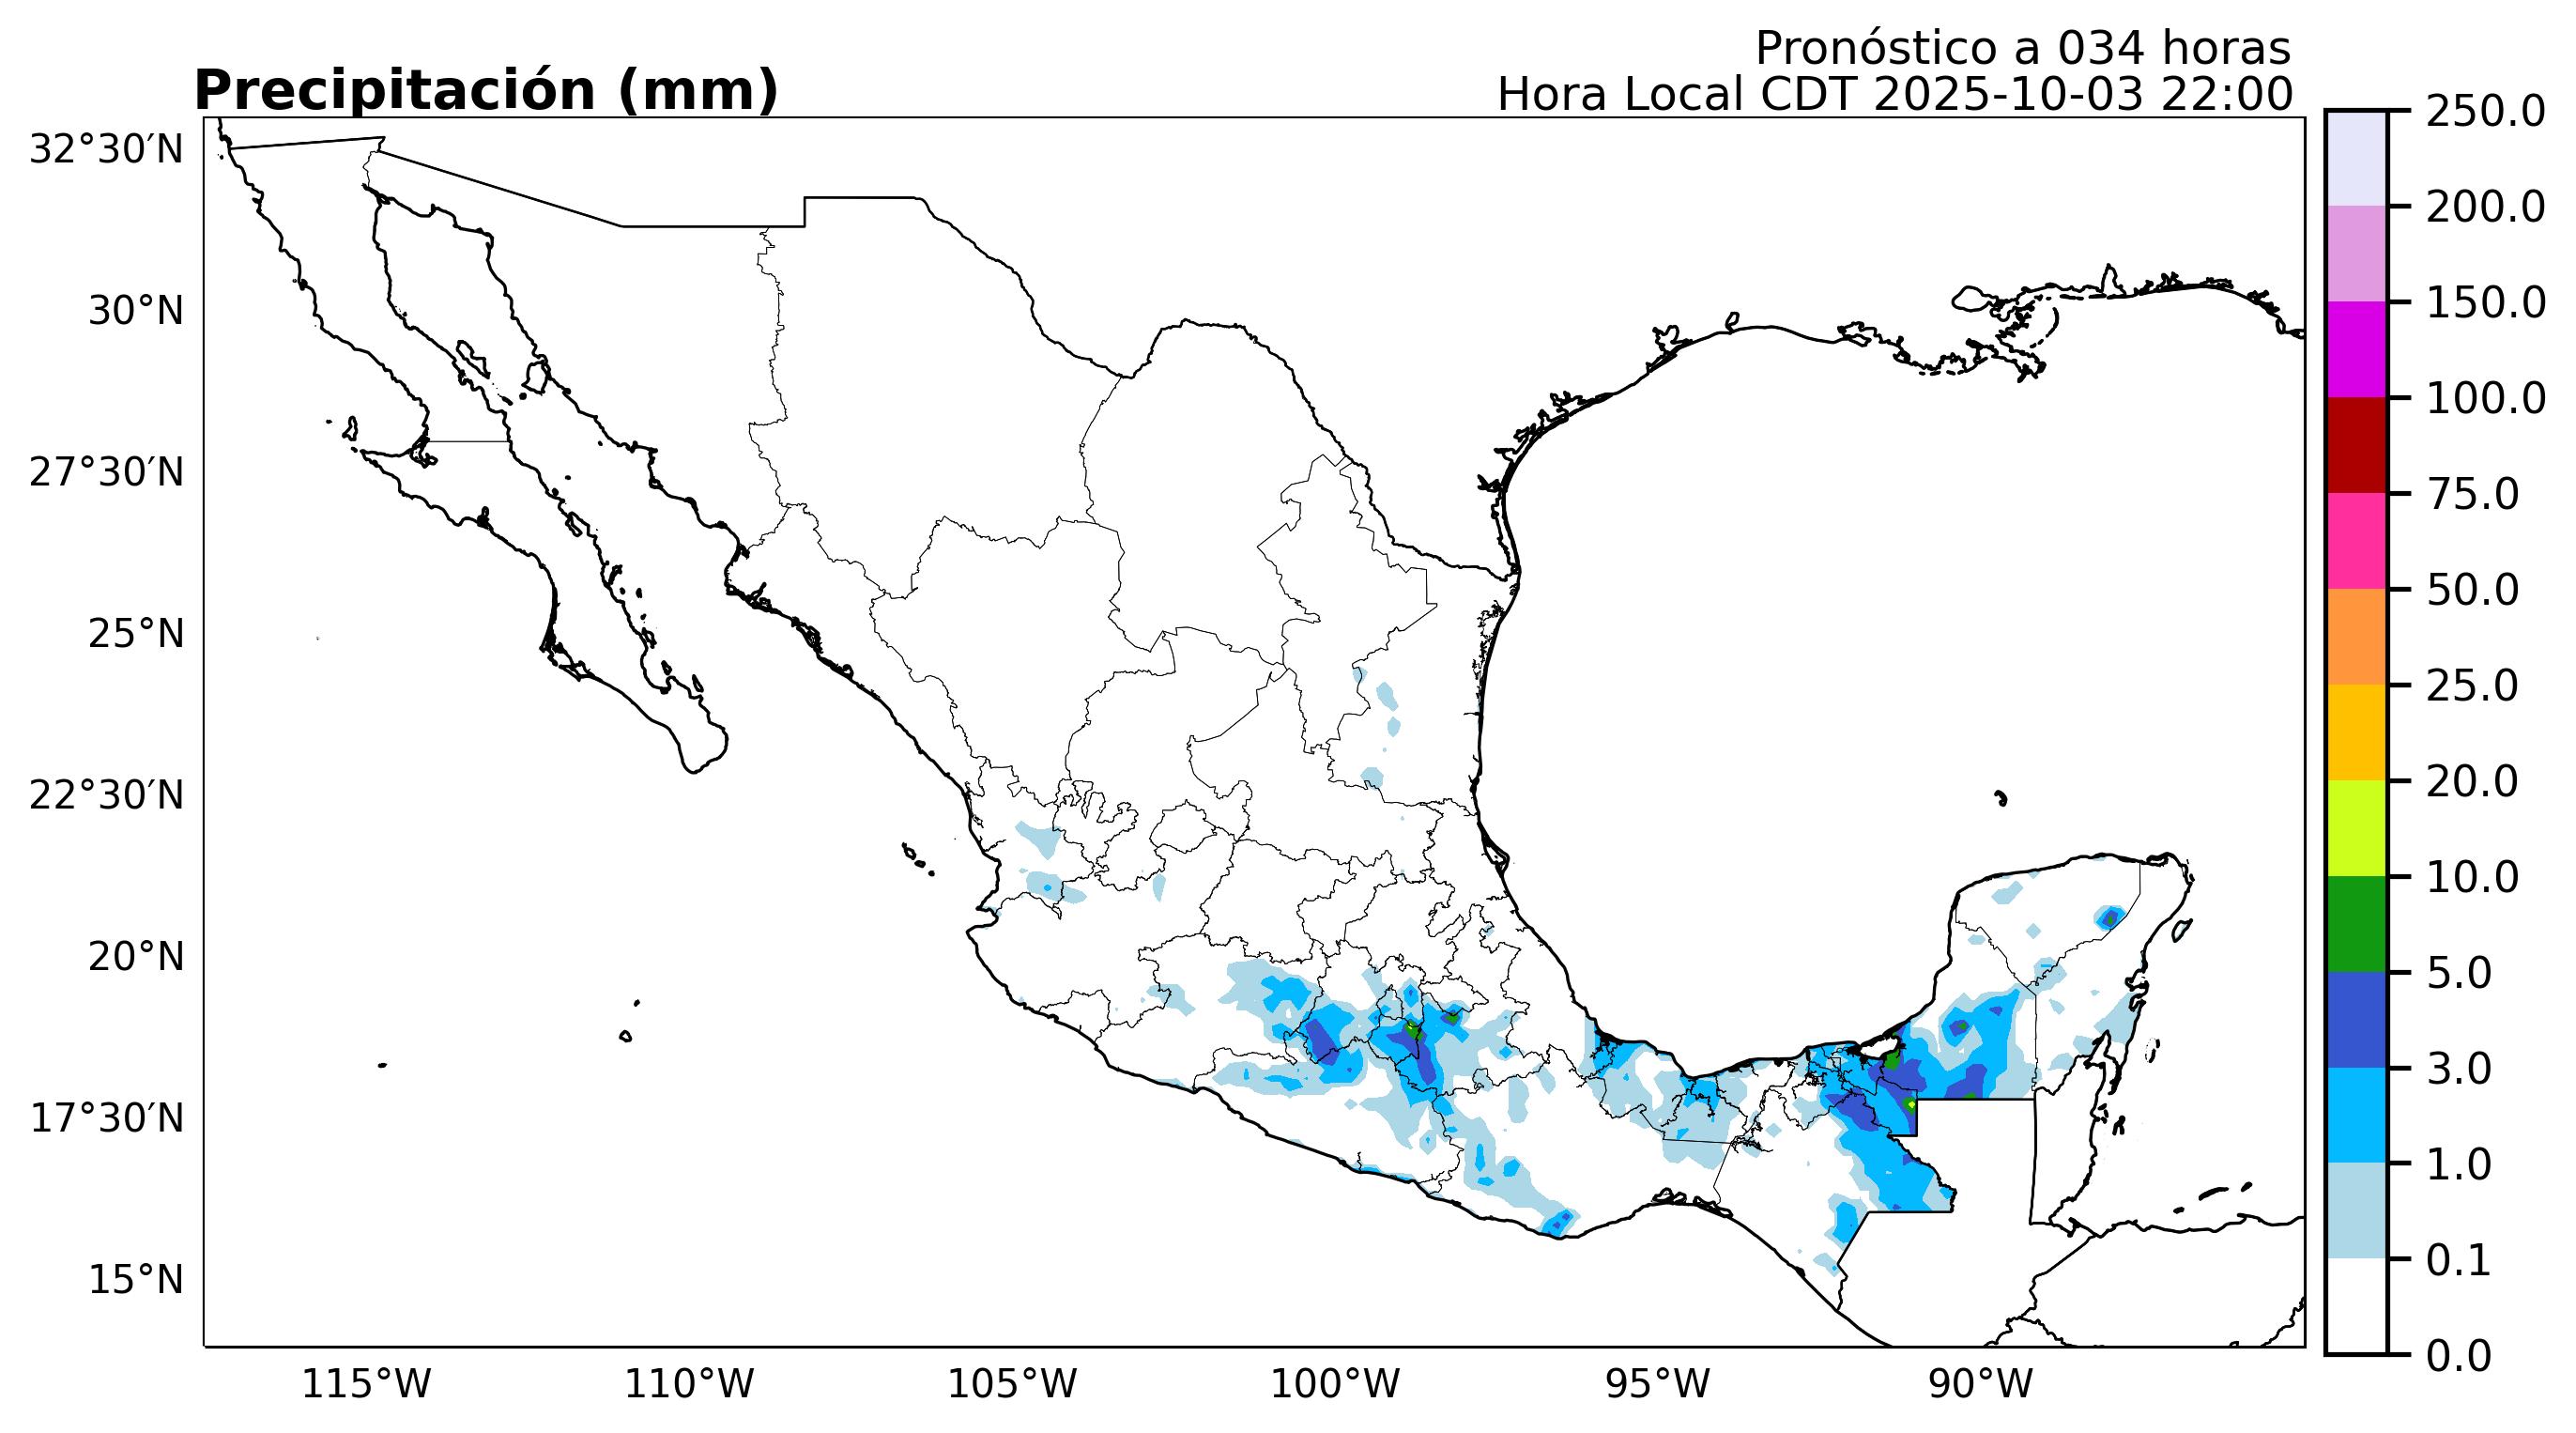 Pronóstico a 034 horas
Precipitación (mm)
Hora Local CDT 2025-10-03 22:00
32°30′N
30°N
27°30′N
25°N
22°30′N
20°N
17°30′N
15°N
115°W
110°W
105°W
100°W
95°W
90°W
250.0
200.0
150.0
100.0
75.0
50.0
25.0
20.0
10.0
5.0
3.0
1.0
0.1
0.0